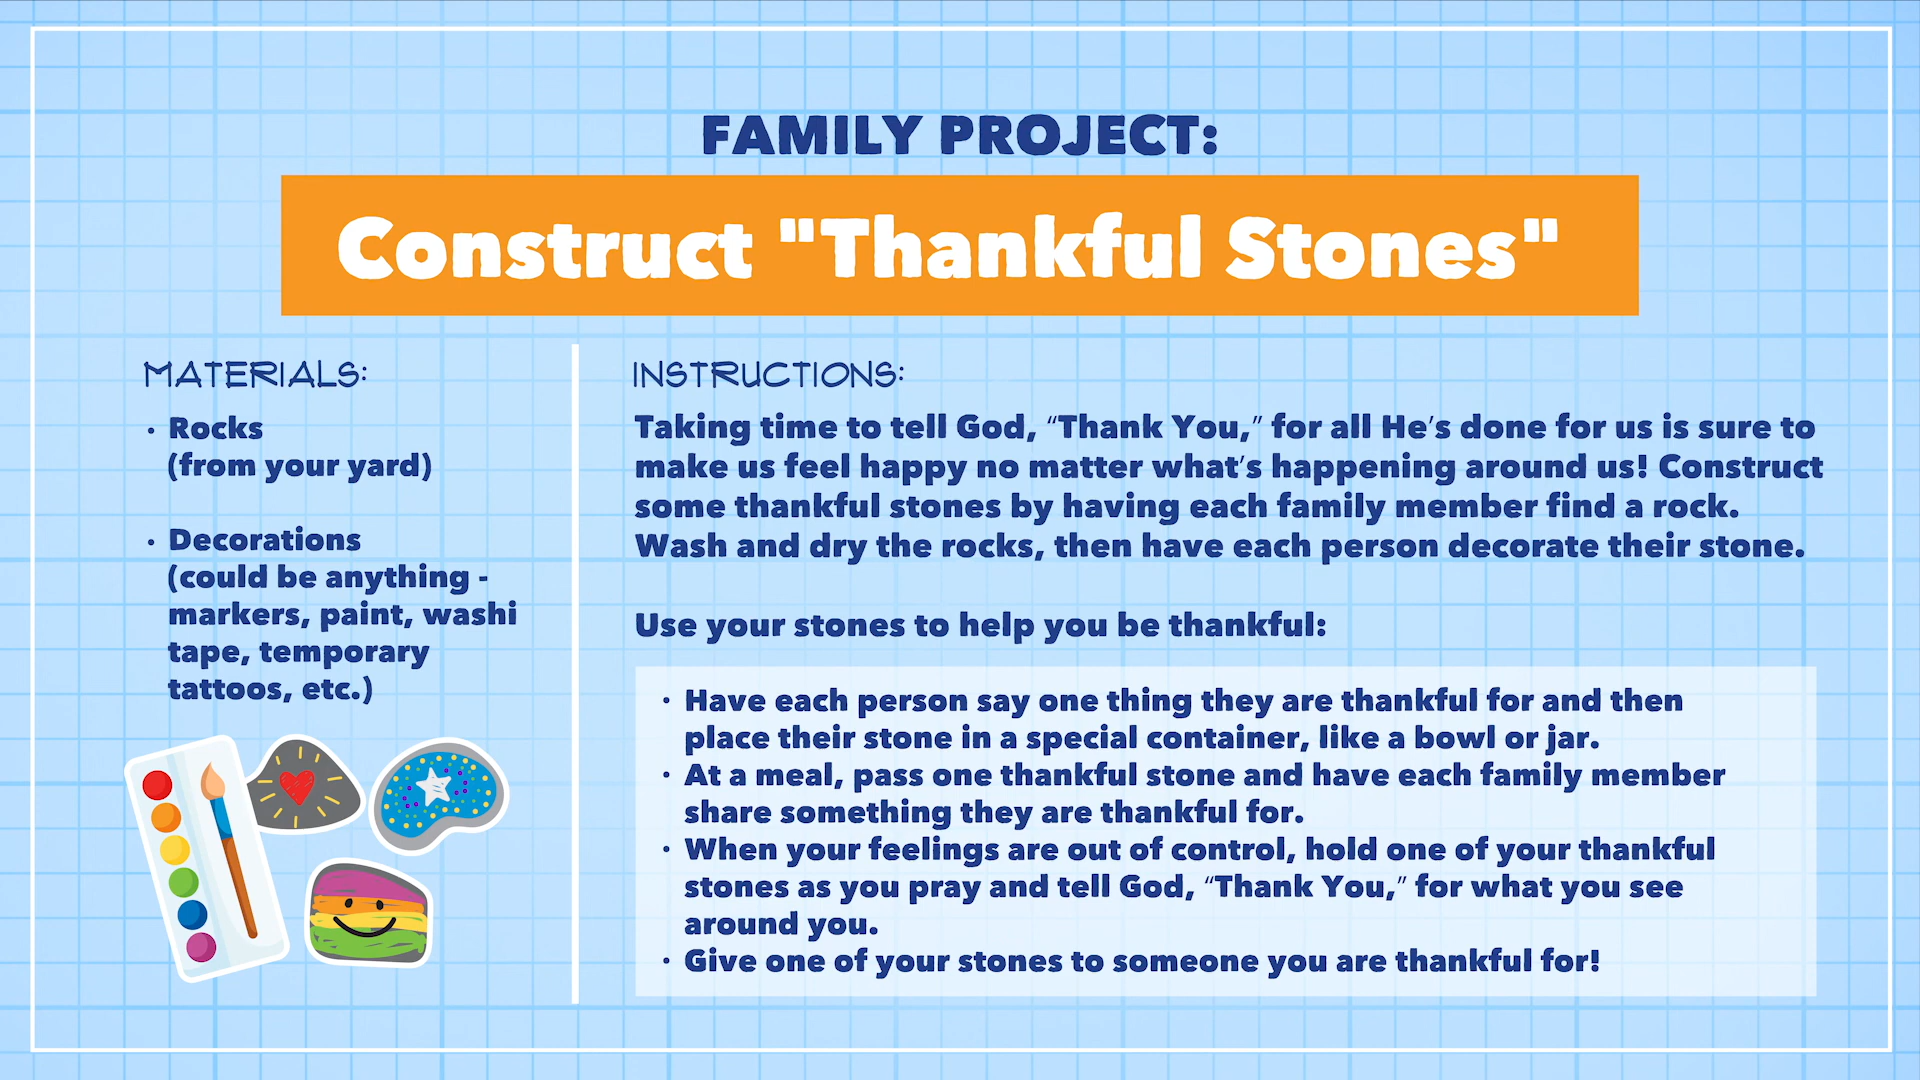 FAMILY PROJECT:
Construct "Thankful Stones"
MATERIALS:
• Rocks
(from your yard)
• Decorations
(could be anything -
markers, paint, washi
tape, temporary
tattoos, etc.)
INSTRUCTIONS:
Taking time to tell God, “Thank You,” for all He’s done for us is sure to
make us feel happy no matter what’s happening around us! Construct
some thankful stones by having each family member find a rock.
Wash and dry the rocks, then have each person decorate their stone.
Use your stones to help you be thankful:
• Have each person say one thing they are thankful for and then
place their stone in a special container, like a bowl or jar.
• At a meal, pass one thankful stone and have each family member
share something they are thankful for.
• When your feelings are out of control, hold one of your thankful
stones as you pray and tell God, “Thank You,” for what you see
around you.
• Give one of your stones to someone you are thankful for!